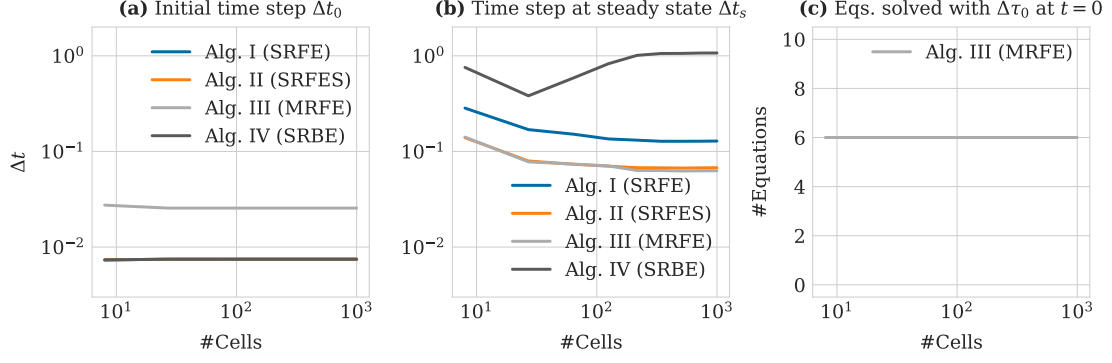 (a) Initial time step Δt₀
Alg. I (SRFE)
Alg. II (SRFES)
Alg. III (MRFE)
Alg. IV (SRBE)
Δt
10⁰
10⁻¹
10⁻²
10¹ 10² 10³
#Cells
(b) Time step at steady state Δtₛ
10⁰
10⁻¹
10⁻²
Alg. I (SRFE)
Alg. II (SRFES)
Alg. III (MRFE)
Alg. IV (SRBE)
10¹ 10² 10³
#Cells
(c) Eqs. solved with Δτ₀ at t = 0
Alg. III (MRFE)
#Equations
10
8
6
4
2
0
10¹ 10² 10³
#Cells